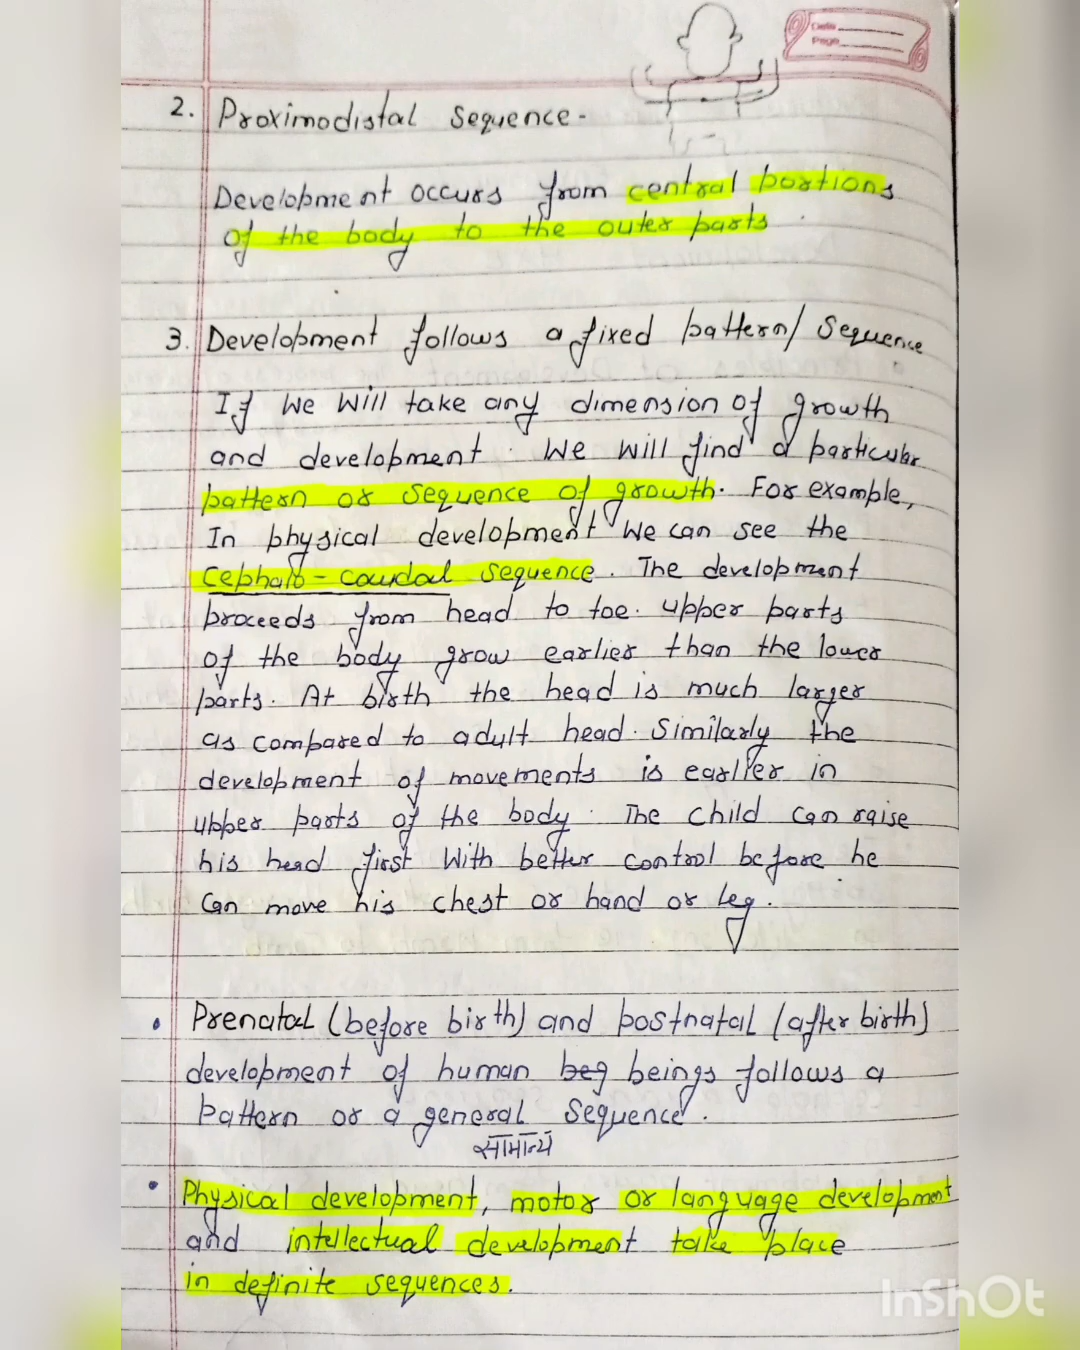 Date
Page
2. Proximodistal Sequence-
Development occurs from central portions
of the body to the outer parts
3. Development follows a fixed pattern/ Sequence
If we will take any dimension of growth
and development. We will find a particular
pattern or sequence of growth. For example,
In physical development we can see the
Cephalo-caudal sequence. The development
proceeds from head to toe. upper parts
of the body grow earlier than the lower
parts. At birth the head is much larger
as compared to adult head. Similarly the
development of movements is earlier in
upper parts of the body. The child can raise
his head first With better control before he
Can move his chest or hand or leg.
• Prenatal (before birth) and postnatal (after birth)
development of human beg beings follows a
pattern or a general Sequence.
सामान्य
• Physical development, motor or language development
and intellectual development take place
in definite sequences.
InShOt